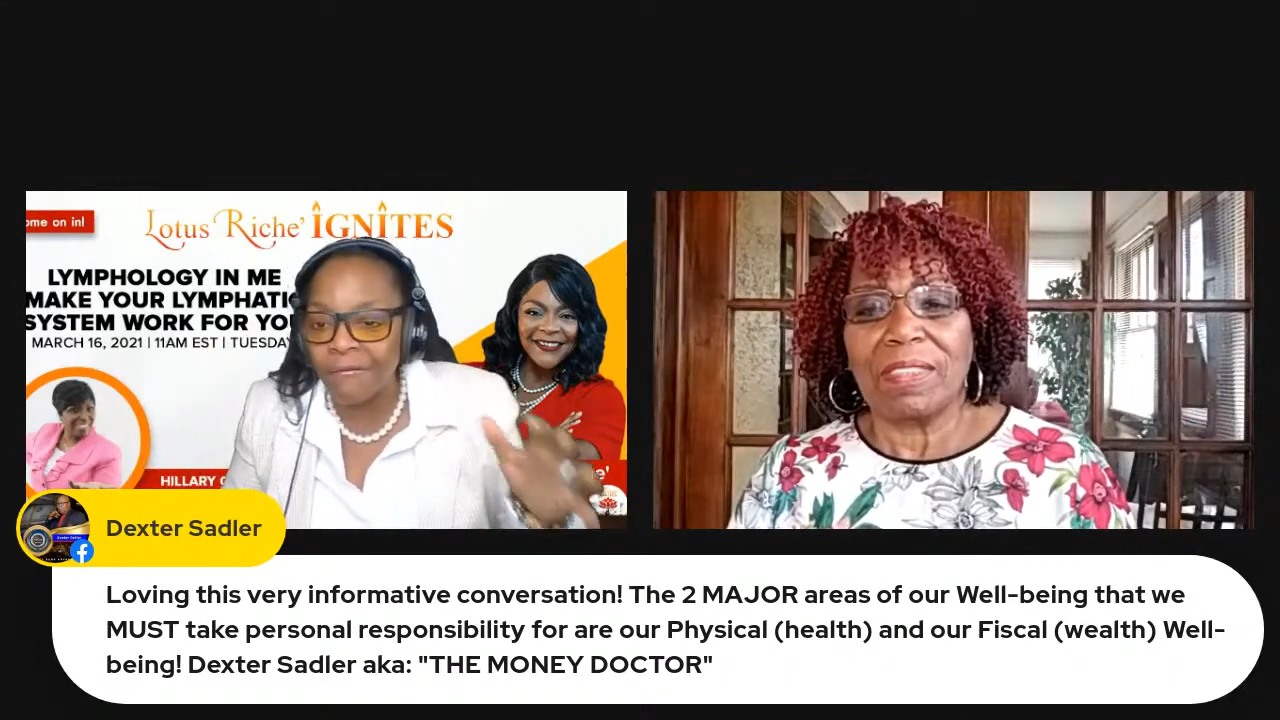 ome on in!
Lotus Riche' IGNITES
LYMPHOLOGY IN ME
MAKE YOUR LYMPHATIC
SYSTEM WORK FOR YOU
MARCH 16, 2021 | 11AM EST | TUESDAY
HILLARY
Dexter Sadler
Loving this very informative conversation! The 2 MAJOR areas of our Well-being that we
MUST take personal responsibility for are our Physical (health) and our Fiscal (wealth) Well-
being! Dexter Sadler aka: "THE MONEY DOCTOR"